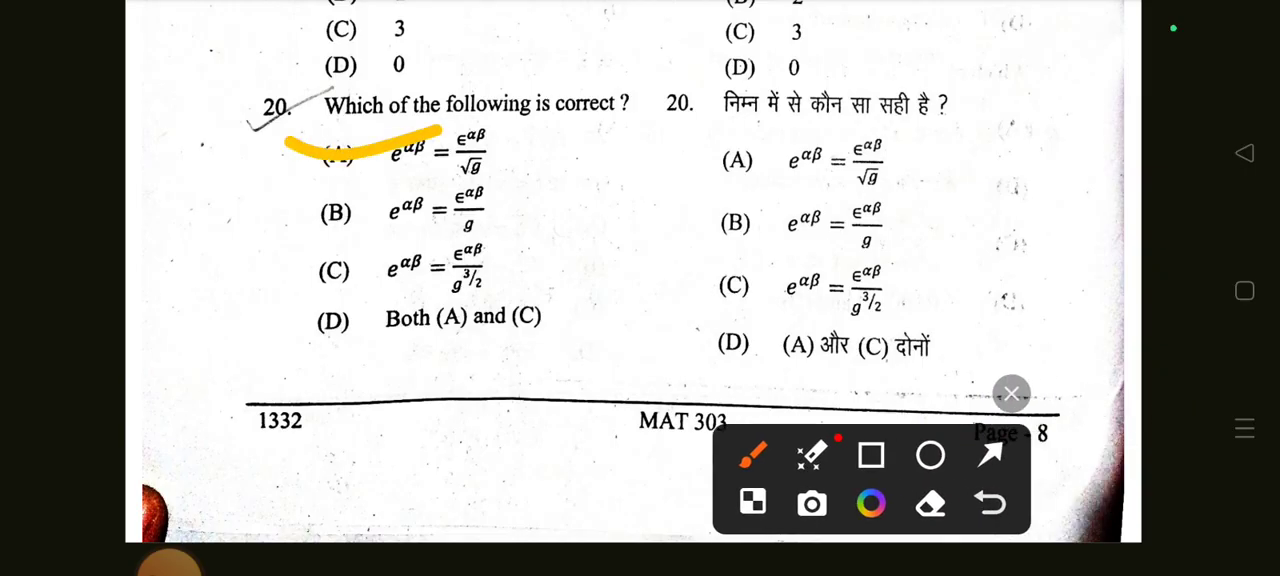 (C) 3
(D) 0
20. Which of the following is correct ?
(A) e^{αβ} = ϵ^{αβ}/√g
(B) e^{αβ} = ϵ^{αβ}/g
(C) e^{αβ} = ϵ^{αβ}/g^{3/2}
(D) Both (A) and (C)
(C) 3
(D) 0
20. निम्न में से कौन सा सही है ?
(A) e^{αβ} = ϵ^{αβ}/√g
(B) e^{αβ} = ϵ^{αβ}/g
(C) e^{αβ} = ϵ^{αβ}/g^{3/2}
(D) (A) और (C) दोनों
1332 MAT 303 Page - 8